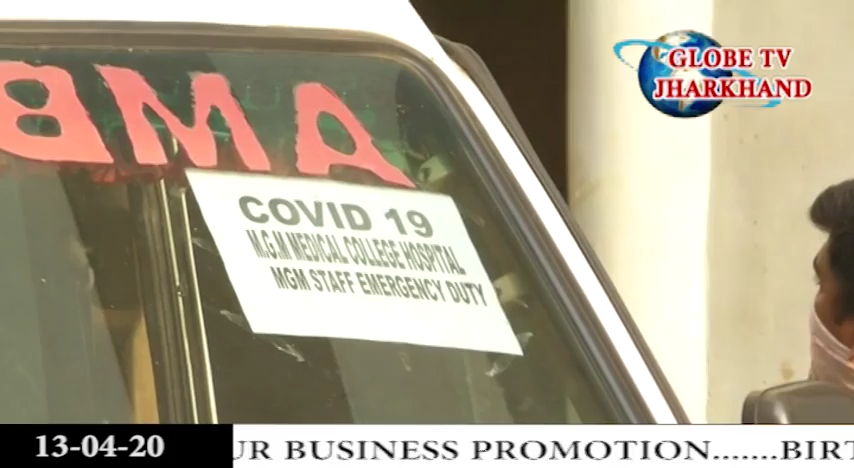 GLOBE TV
JHARKHAND
AMB
COVID 19
M.G.M MEDICAL COLLEGE HOSPITAL
MGM STAFF EMERGENCY DUTY
13-04-20
UR BUSINESS PROMOTION.......BIRT